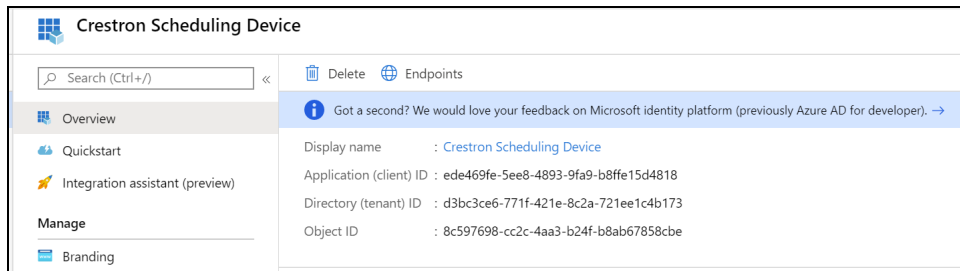 Crestron Scheduling Device
Search (Ctrl+/)
«
Overview
Quickstart
Integration assistant (preview)
Manage
Branding
Delete
Endpoints
Got a second? We would love your feedback on Microsoft identity platform (previously Azure AD for developer). →
Display name : Crestron Scheduling Device
Application (client) ID : ede469fe-5ee8-4893-9fa9-b8ffe15d4818
Directory (tenant) ID : d3bc3ce6-771f-421e-8c2a-721ee1c4b173
Object ID : 8c597698-cc2c-4aa3-b24f-b8ab67858cbe